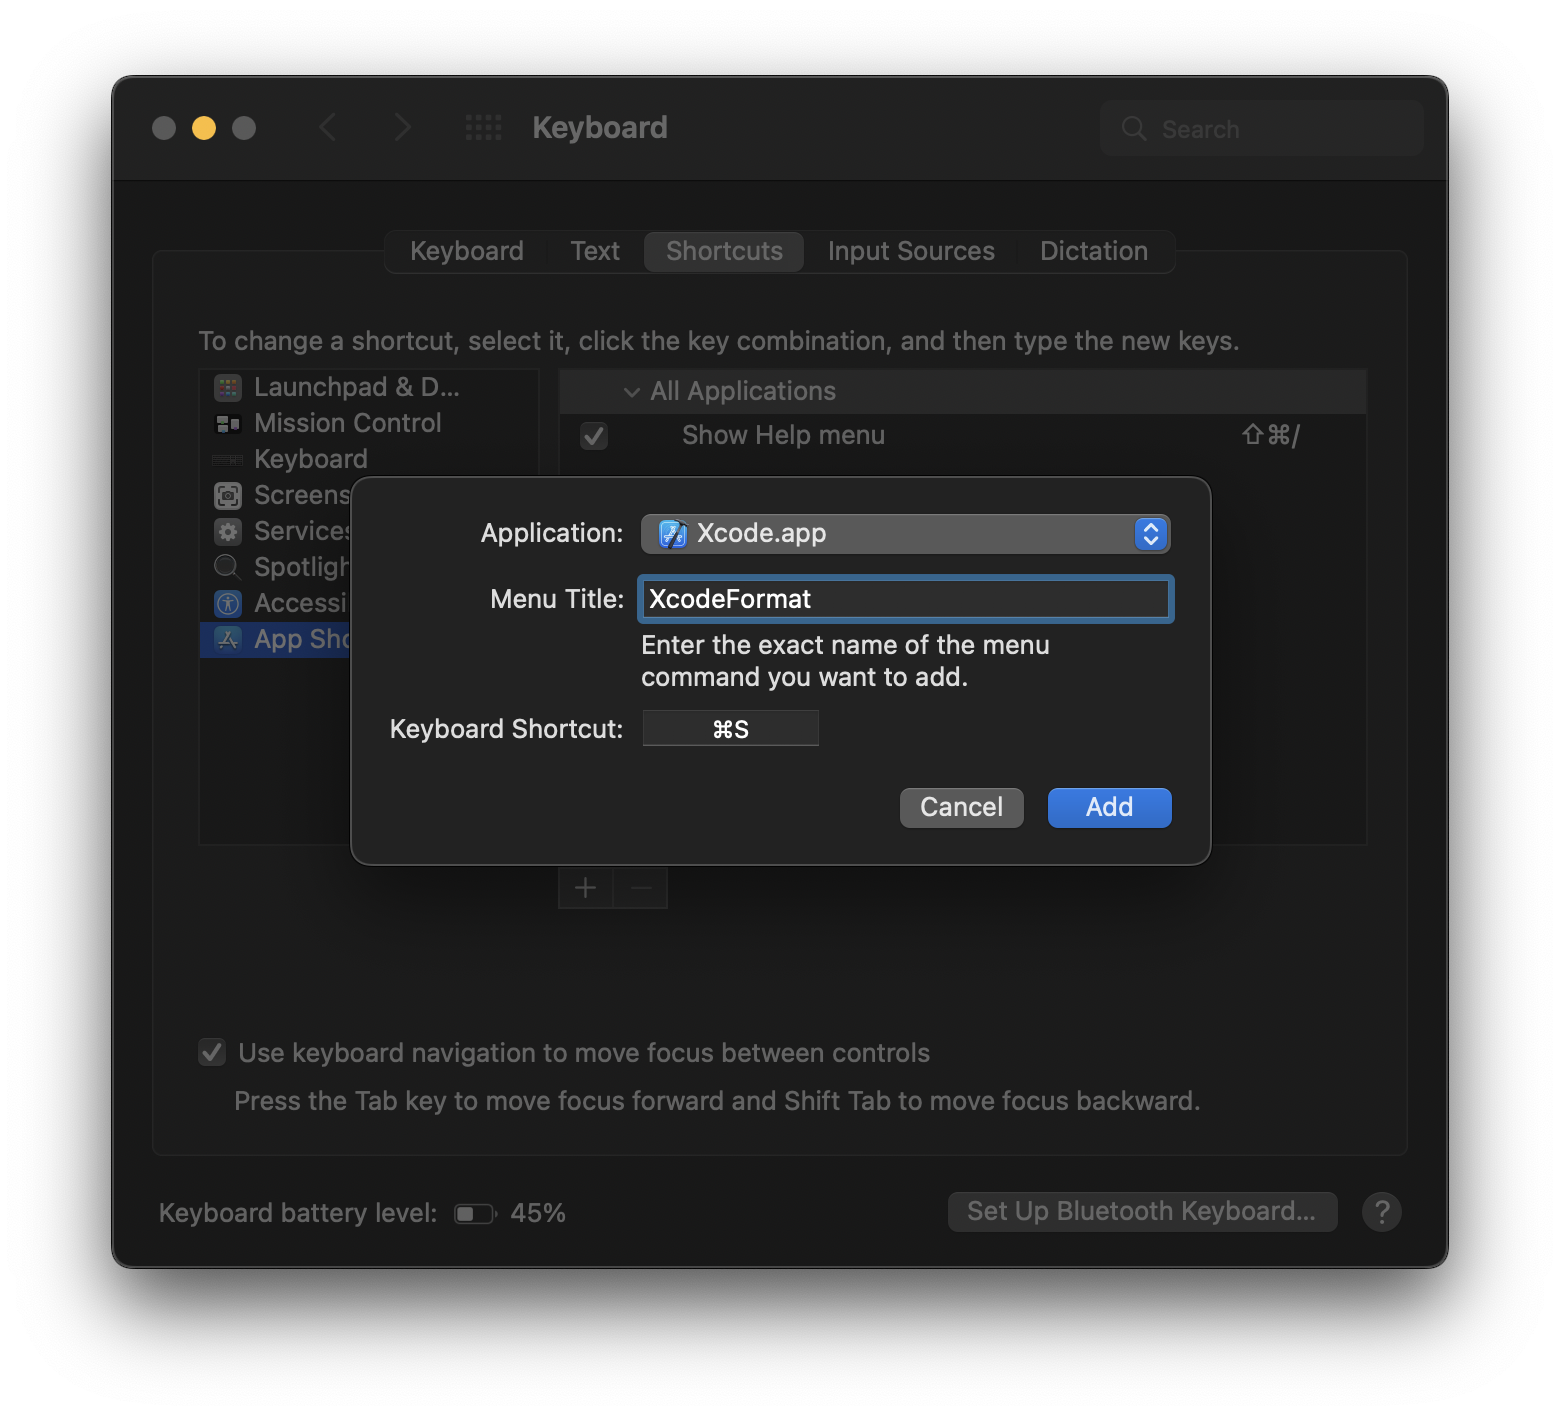 Keyboard
Search
Keyboard Text Shortcuts Input Sources Dictation
To change a shortcut, select it, click the key combination, and then type the new keys.
Launchpad & D...
Mission Control
Keyboard
Screens
Services
Spotligh
Accessi
App Sho
All Applications
Show Help menu ⇧⌘/
Application: Xcode.app
Menu Title: XcodeFormat
Enter the exact name of the menu
command you want to add.
Keyboard Shortcut: ⌘S
Cancel Add
Use keyboard navigation to move focus between controls
Press the Tab key to move focus forward and Shift Tab to move focus backward.
Keyboard battery level: 45%
Set Up Bluetooth Keyboard... ?